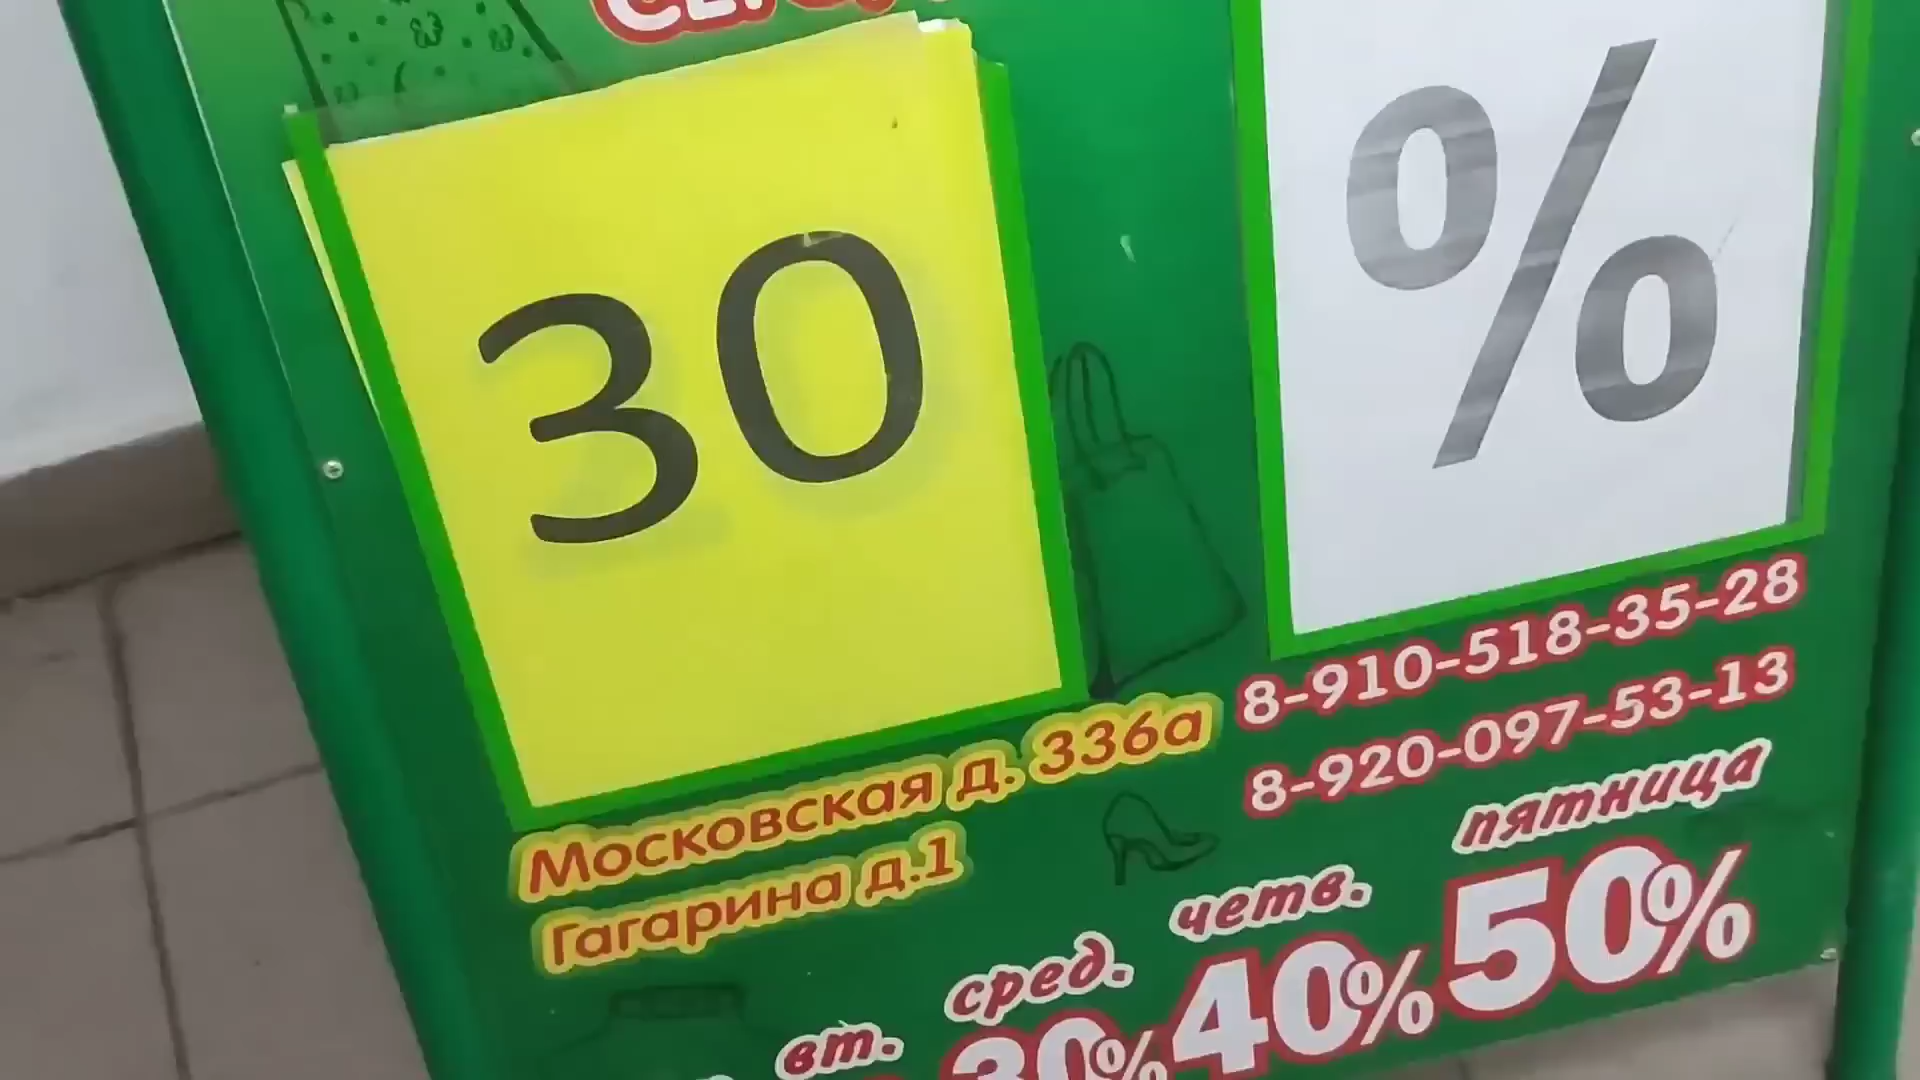 30
%
8-910-518-35-28
8-920-097-53-13
Московская д. 336а
Гагарина д.1
вт.
сред. 30%
четв. 40%
пятница 50%